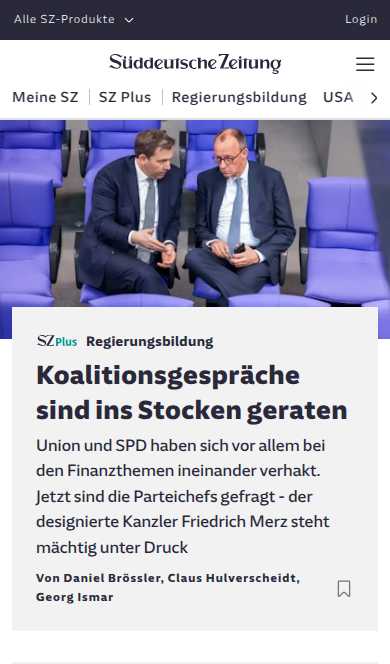 Alle SZ-Produkte
Login
Süddeutsche Zeitung
Meine SZ
SZ Plus
Regierungsbildung
USA
SZ Plus Regierungsbildung
Koalitionsgespräche
sind ins Stocken geraten
Union und SPD haben sich vor allem bei
den Finanzthemen ineinander verhakt.
Jetzt sind die Parteichefs gefragt - der
designierte Kanzler Friedrich Merz steht
mächtig unter Druck
Von Daniel Brössler, Claus Hulverscheidt,
Georg Ismar